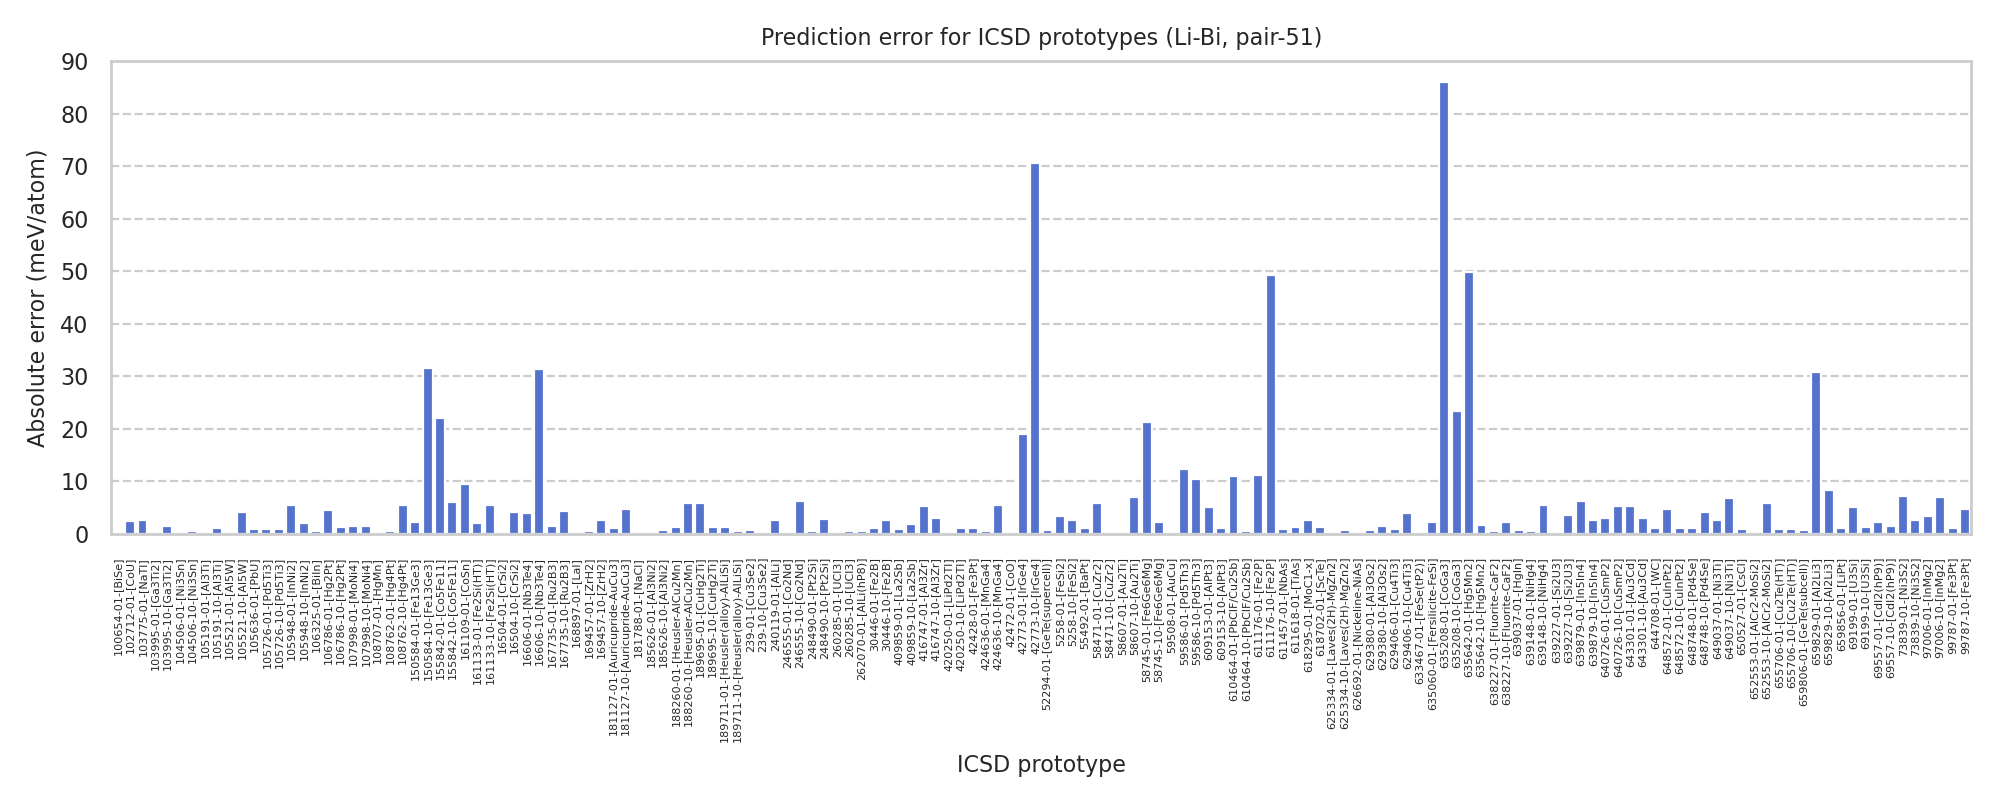 Prediction error for ICSD prototypes (Li-Bi, pair-51)
Absolute error (meV/atom)
90
80
70
60
50
40
30
20
10
0
100654-01-[BiSe]
102712-01-[CoU]
103775-01-[NaTl]
103995-01-[Ga3Ti2]
103995-10-[Ga3Ti2]
104506-01-[Ni3Sn]
104506-10-[Ni3Sn]
105191-01-[Al3Ti]
105191-10-[Al3Ti]
105521-01-[Al5W]
105521-10-[Al5W]
105636-01-[PbU]
105726-01-[Pd5Ti3]
105726-10-[Pd5Ti3]
105948-01-[InNi2]
105948-10-[InNi2]
106325-01-[BiIn]
106786-01-[Hg2Pt]
106786-10-[Hg2Pt]
107998-01-[MoNi4]
107998-10-[MoNi4]
108707-01-[HgMn]
108762-01-[Hg4Pt]
108762-10-[Hg4Pt]
150584-01-[Fe13Ge3]
150584-10-[Fe13Ge3]
155842-01-[Co5Fe11]
155842-10-[Co5Fe11]
161109-01-[CoSn]
161133-01-[Fe2Si(HT)]
161133-10-[Fe2Si(HT)]
16504-01-[CrSi2]
16504-10-[CrSi2]
16606-01-[Nb3Te4]
16606-10-[Nb3Te4]
167735-01-[Ru2B3]
167735-10-[Ru2B3]
168897-01-[LaI]
169457-01-[ZrH2]
169457-10-[ZrH2]
181127-01-[Auricupride-AuCu3]
181127-10-[Auricupride-AuCu3]
181788-01-[NaCl]
185626-01-[Al3Ni2]
185626-10-[Al3Ni2]
188260-01-[Heusler-AlCu2Mn]
188260-10-[Heusler-AlCu2Mn]
189695-01-[CuHg2Ti]
189695-10-[CuHg2Ti]
189711-01-[Heusler(alloy)-AlLiSi]
189711-10-[Heusler(alloy)-AlLiSi]
239-01-[Cu3Se2]
239-10-[Cu3Se2]
240119-01-[AlLi]
246555-01-[Co2Nd]
246555-10-[Co2Nd]
248490-01-[Pt2Si]
248490-10-[Pt2Si]
260285-01-[UCl3]
260285-10-[UCl3]
262070-01-[AlLi(hP8)]
30446-01-[Fe2B]
30446-10-[Fe2B]
409859-01-[La2Sb]
409859-10-[La2Sb]
416747-01-[Al3Zr]
416747-10-[Al3Zr]
420250-01-[LiPd2Tl]
420250-10-[LiPd2Tl]
42428-01-[Fe3Pt]
424636-01-[MnGa4]
424636-10-[MnGa4]
42472-01-[CoO]
42773-01-[IrGe4]
42773-10-[IrGe4]
52294-01-[GeTe(supercell)]
5258-01-[FeSi2]
5258-10-[FeSi2]
55492-01-[BaPt]
58471-01-[CuZr2]
58471-10-[CuZr2]
58607-01-[Au2Ti]
58607-10-[Au2Ti]
58745-01-[Fe6Ge6Mg]
58745-10-[Fe6Ge6Mg]
59508-01-[AuCu]
59586-01-[Pd5Th3]
59586-10-[Pd5Th3]
609153-01-[AlPt3]
609153-10-[AlPt3]
610464-01-[PbClF/Cu2Sb]
610464-10-[PbClF/Cu2Sb]
611176-01-[Fe2P]
611176-10-[Fe2P]
611457-01-[NbAs]
611618-01-[TiAs]
618295-01-[MoC1-x]
618702-01-[ScTe]
625334-01-[Laves(2H)-MgZn2]
625334-10-[Laves(2H)-MgZn2]
626692-01-[Nickeline-NiAs]
629380-01-[Al3Os2]
629380-10-[Al3Os2]
629406-01-[Cu4Ti3]
629406-10-[Cu4Ti3]
633467-01-[FeSe(tP2)]
635060-01-[Fersilicite-FeSi]
635208-01-[CoGa3]
635208-10-[CoGa3]
635642-01-[Hg5Mn2]
635642-10-[Hg5Mn2]
638227-01-[Fluorite-CaF2]
638227-10-[Fluorite-CaF2]
639037-01-[HgIn]
639148-01-[NiHg4]
639148-10-[NiHg4]
639227-01-[Si2U3]
639227-10-[Si2U3]
639879-01-[In5In4]
639879-10-[In5In4]
640726-01-[CuSmP2]
640726-10-[CuSmP2]
643301-01-[Au3Cd]
643301-10-[Au3Cd]
644708-01-[WC]
648572-01-[CuInPt2]
648572-10-[CuInPt2]
648748-01-[Pd4Se]
648748-10-[Pd4Se]
649037-01-[Ni3Ti]
649037-10-[Ni3Ti]
650527-01-[CsCl]
652553-01-[AlCr2-MoSi2]
652553-10-[AlCr2-MoSi2]
655706-01-[Cu2Te(HT)]
655706-10-[Cu2Te(HT)]
659806-01-[GeTe(subcell)]
659829-01-[Al2Li3]
659829-10-[Al2Li3]
659856-01-[LiPt]
69199-01-[U3Si]
69199-10-[U3Si]
69557-01-[CdI2(hP9)]
69557-10-[CdI2(hP9)]
73839-01-[Ni3S2]
73839-10-[Ni3S2]
97006-01-[InMg2]
97006-10-[InMg2]
99787-01-[Fe3Pt]
99787-10-[Fe3Pt]
ICSD prototype